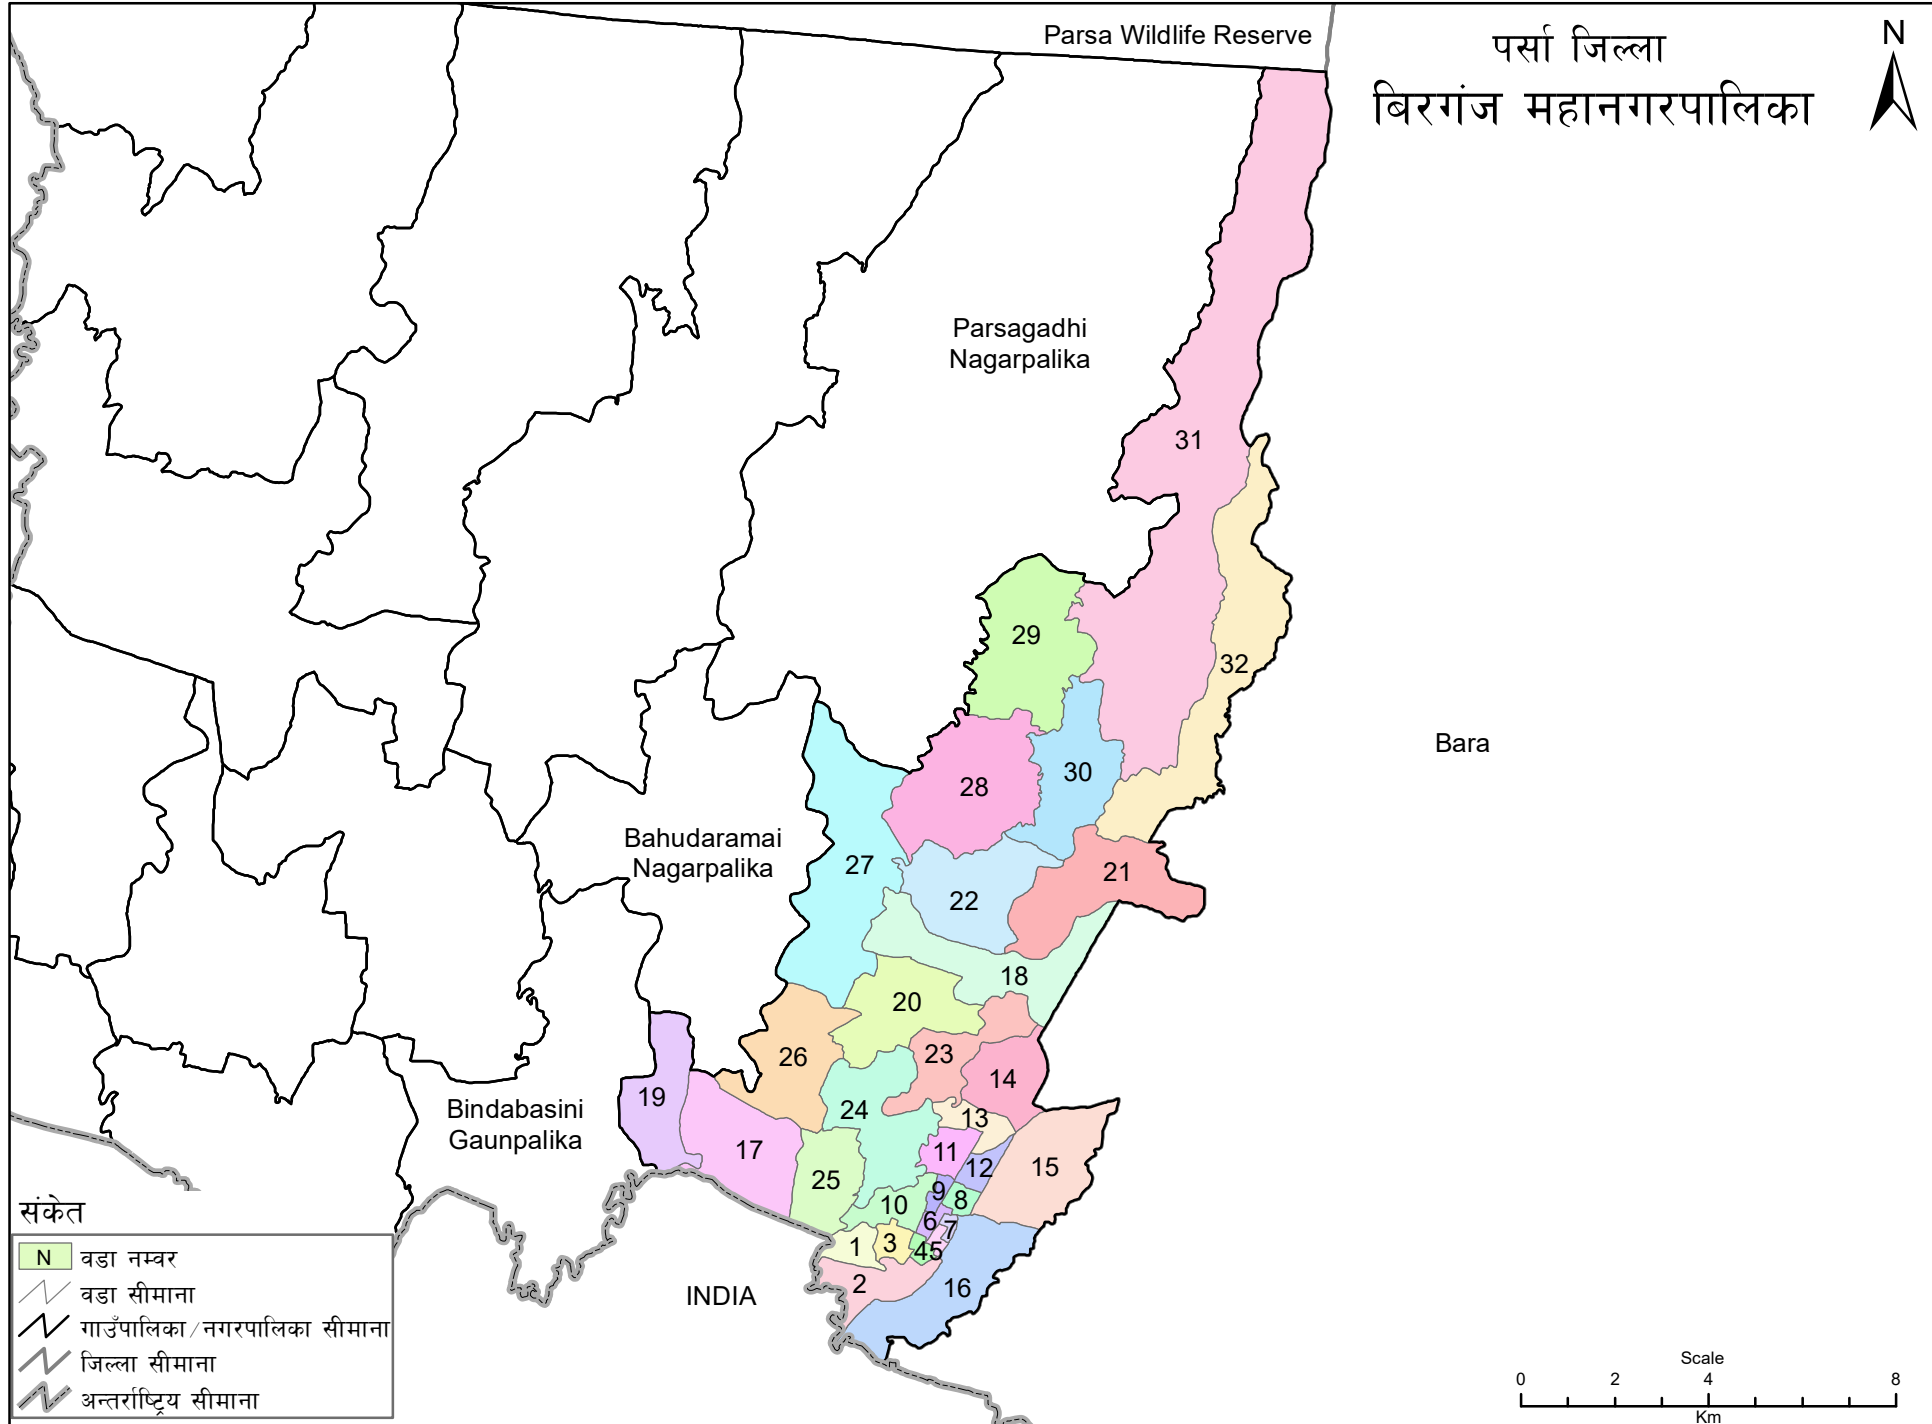 Parsa Wildlife Reserve
पर्सा जिल्ला
बिरगंज महानगरपालिका
N
Parsagadhi
Nagarpalika
31
29
32
Bara
28
30
Bahudaramai
Nagarpalika
27
21
22
18
20
26
23
14
19
Bindabasini
Gaunpalika
24
13
17
11
12
15
25
9
8
10
6
7
1
3
4
5
2
16
INDIA
संकेत
N वडा नम्वर
वडा सीमाना
गाउँपालिका/नगरपालिका सीमाना
जिल्ला सीमाना
अन्तर्राष्ट्रिय सीमाना
Scale
0 2 4 8
Km